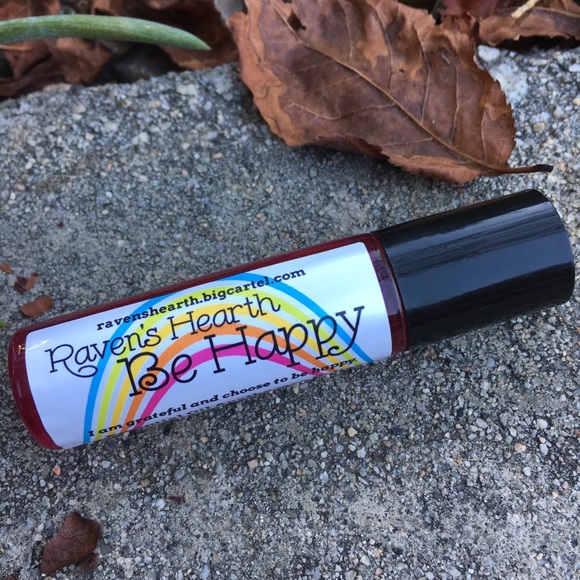 ravenshearth.bigcartel.com
Raven's Hearth
Be Happy
I am grateful and choose to be happy.